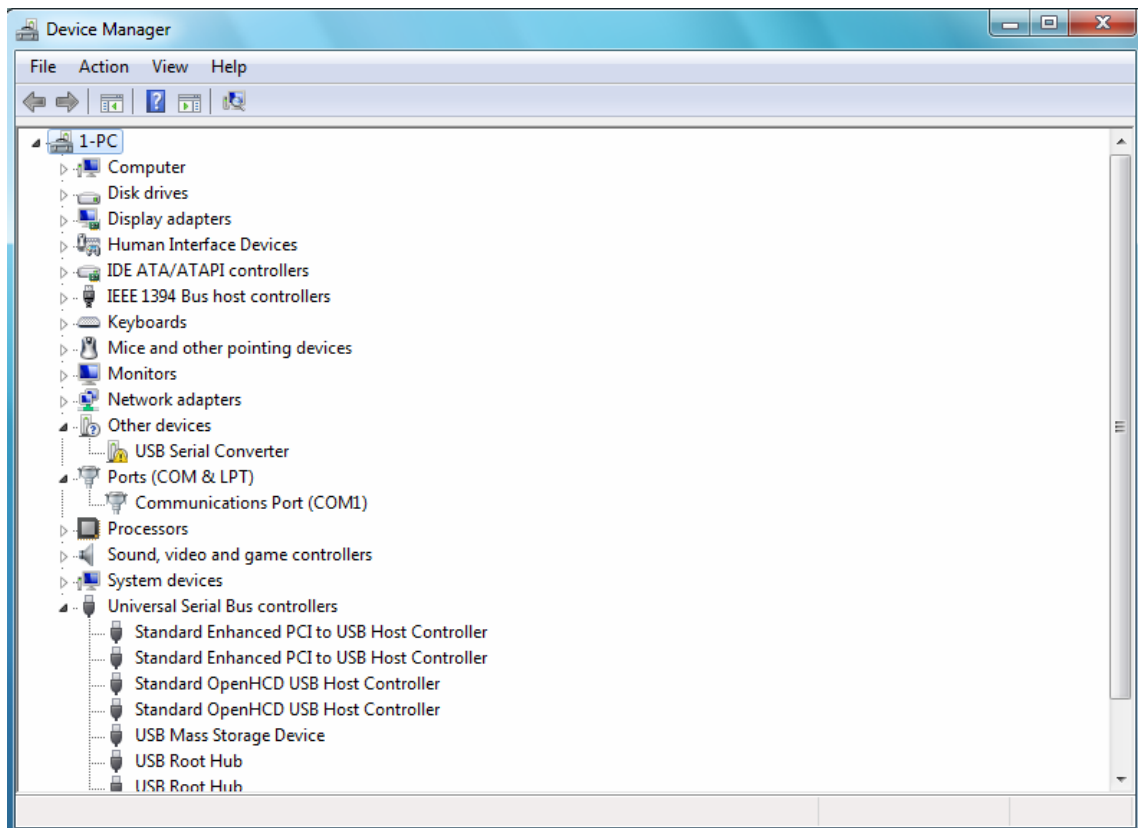 Device Manager
File Action View Help
1-PC
Computer
Disk drives
Display adapters
Human Interface Devices
IDE ATA/ATAPI controllers
IEEE 1394 Bus host controllers
Keyboards
Mice and other pointing devices
Monitors
Network adapters
Other devices
USB Serial Converter
Ports (COM & LPT)
Communications Port (COM1)
Processors
Sound, video and game controllers
System devices
Universal Serial Bus controllers
Standard Enhanced PCI to USB Host Controller
Standard Enhanced PCI to USB Host Controller
Standard OpenHCD USB Host Controller
Standard OpenHCD USB Host Controller
USB Mass Storage Device
USB Root Hub
USB Root Hub